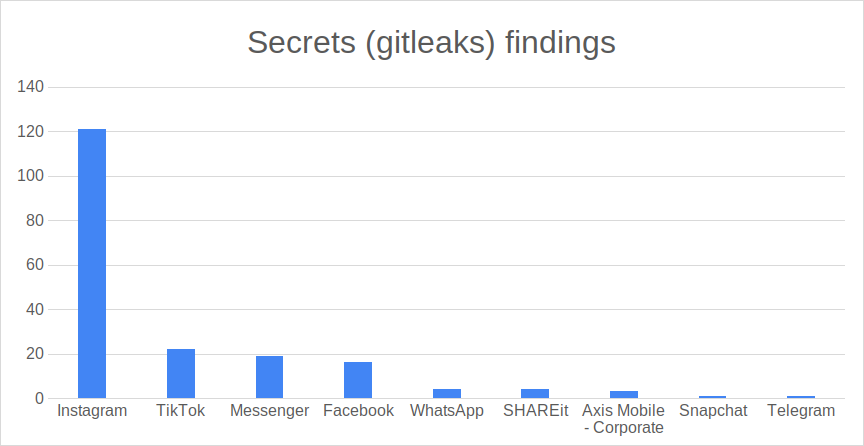 Secrets (gitleaks) findings
140
120
100
80
60
40
20
0
Instagram TikTok Messenger Facebook WhatsApp SHAREit Axis Mobile Snapchat Telegram
- Corporate